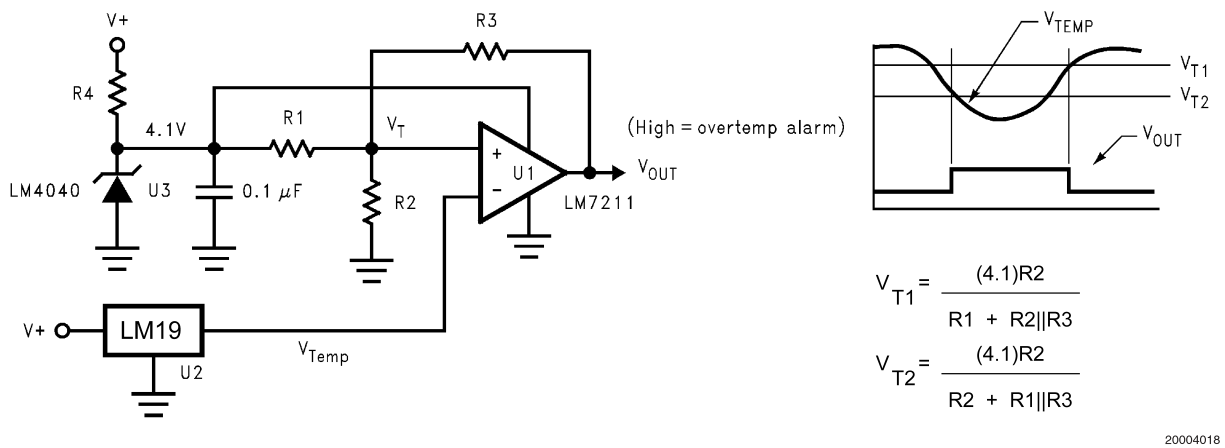 V+
R4
4.1V
R1
V_T
R3
LM4040
U3
0.1 μF
R2
+
U1
−
LM7211
(High = overtemp alarm)
V_OUT
V+
LM19
U2
V_Temp
V_TEMP
V_T1
V_T2
V_OUT
V_T1 = (4.1)R2
R1 + R2||R3
V_T2 = (4.1)R2
R2 + R1||R3
20004018